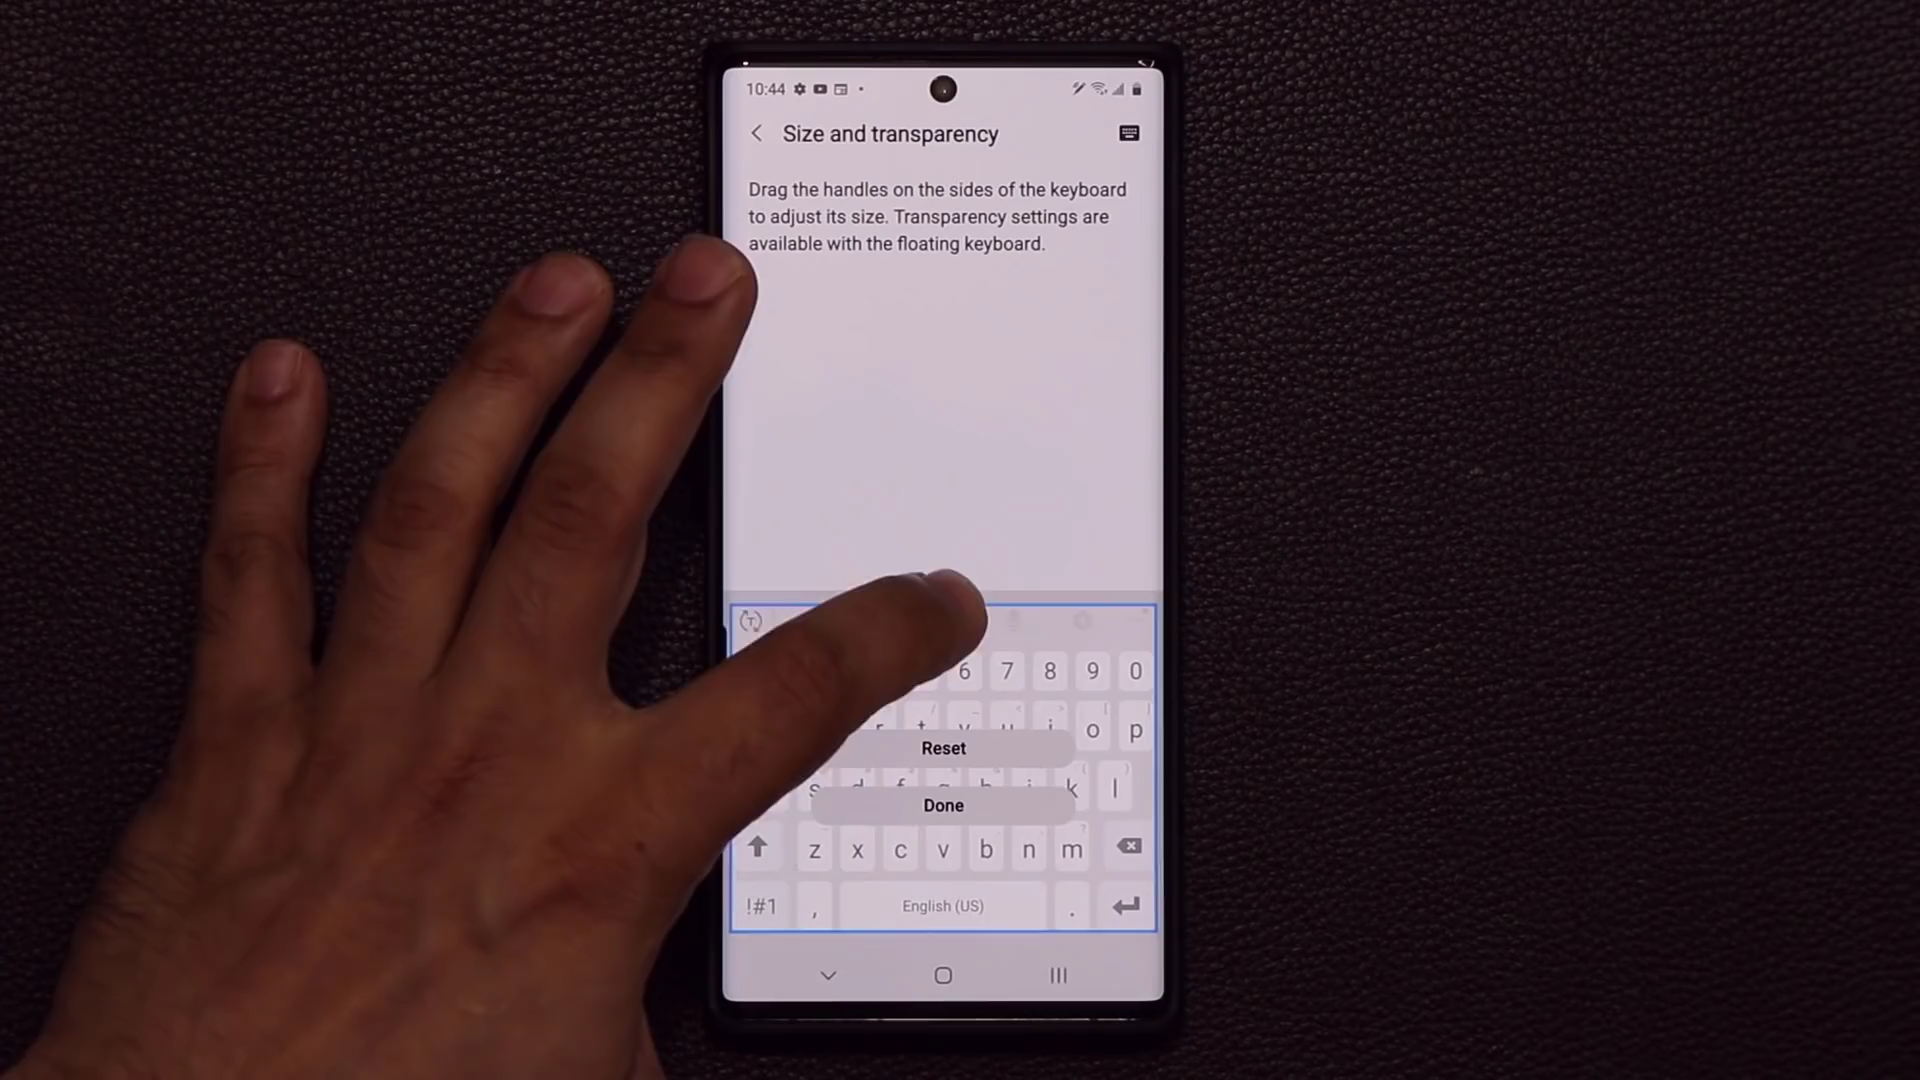 10:44
Size and transparency
Drag the handles on the sides of the keyboard
to adjust its size. Transparency settings are
available with the floating keyboard.
6 7 8 9 0
r t y u i o p
Reset
s d f g h j k l
Done
z x c v b n m
!#1 , English (US) .